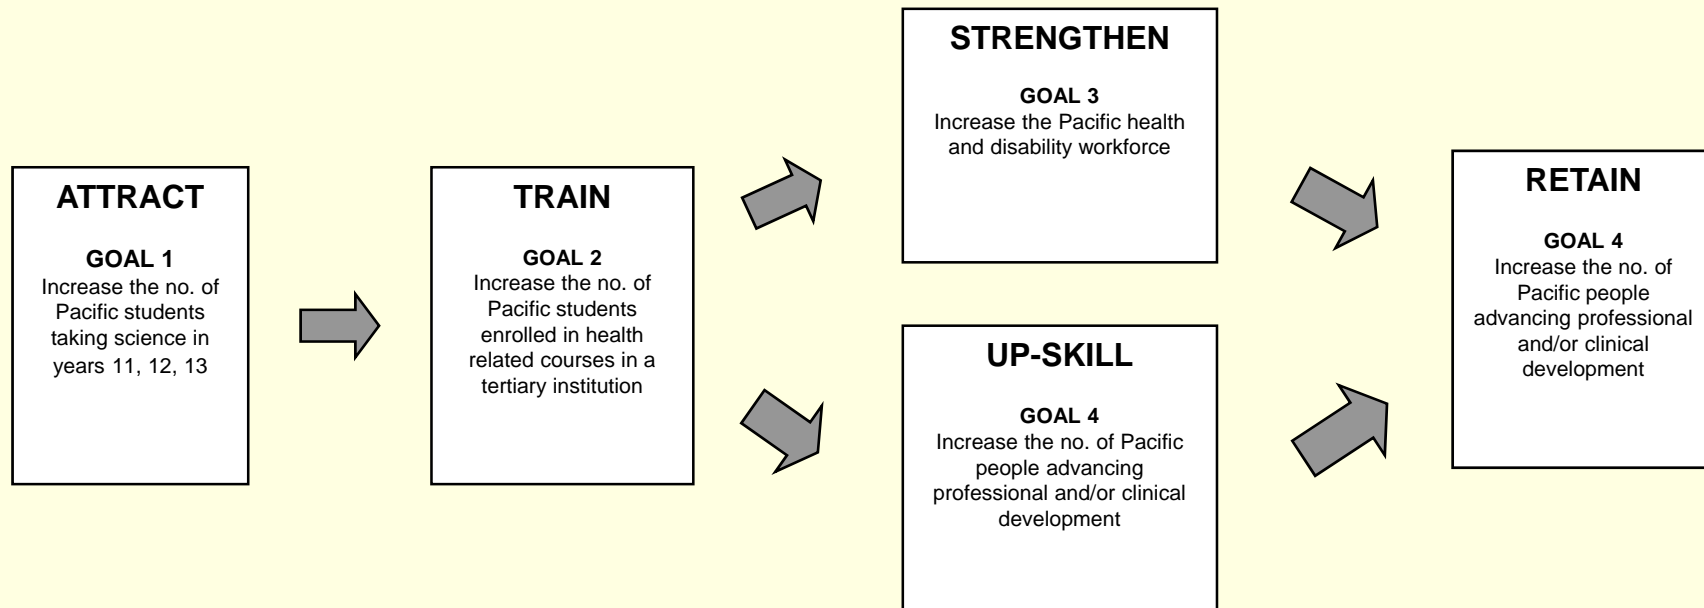 ATTRACT
GOAL 1
Increase the no. of
Pacific students
taking science in
years 11, 12, 13
TRAIN
GOAL 2
Increase the no. of
Pacific students
enrolled in health
related courses in a
tertiary institution
STRENGTHEN
GOAL 3
Increase the Pacific health
and disability workforce
UP-SKILL
GOAL 4
Increase the no. of Pacific
people advancing
professional and/or clinical
development
RETAIN
GOAL 4
Increase the no. of
Pacific people
advancing professional
and/or clinical
development